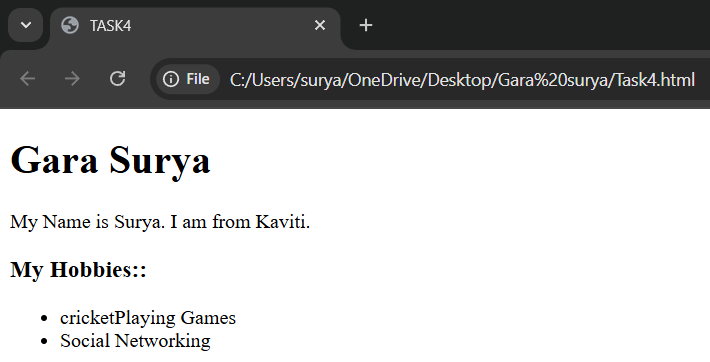 TASK4
File C:/Users/surya/OneDrive/Desktop/Gara%20surya/Task4.html
Gara Surya
My Name is Surya. I am from Kaviti.
My Hobbies::
cricketPlaying Games
Social Networking